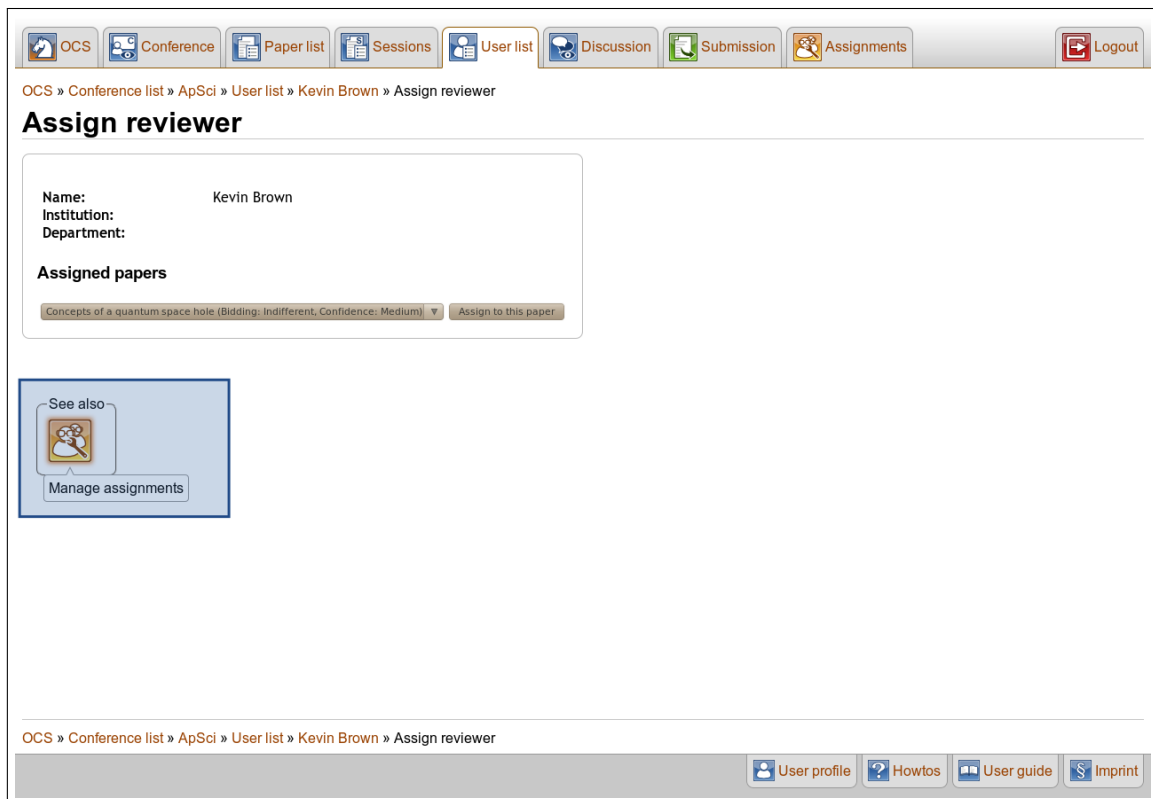 OCS Conference Paper list Sessions User list Discussion Submission Assignments Logout
OCS » Conference list » ApSci » User list » Kevin Brown » Assign reviewer
Assign reviewer
Name: Kevin Brown
Institution:
Department:
Assigned papers
Concepts of a quantum space hole (Bidding: Indifferent, Confidence: Medium) Assign to this paper
See also
Manage assignments
OCS » Conference list » ApSci » User list » Kevin Brown » Assign reviewer
User profile ? Howtos User guide § Imprint